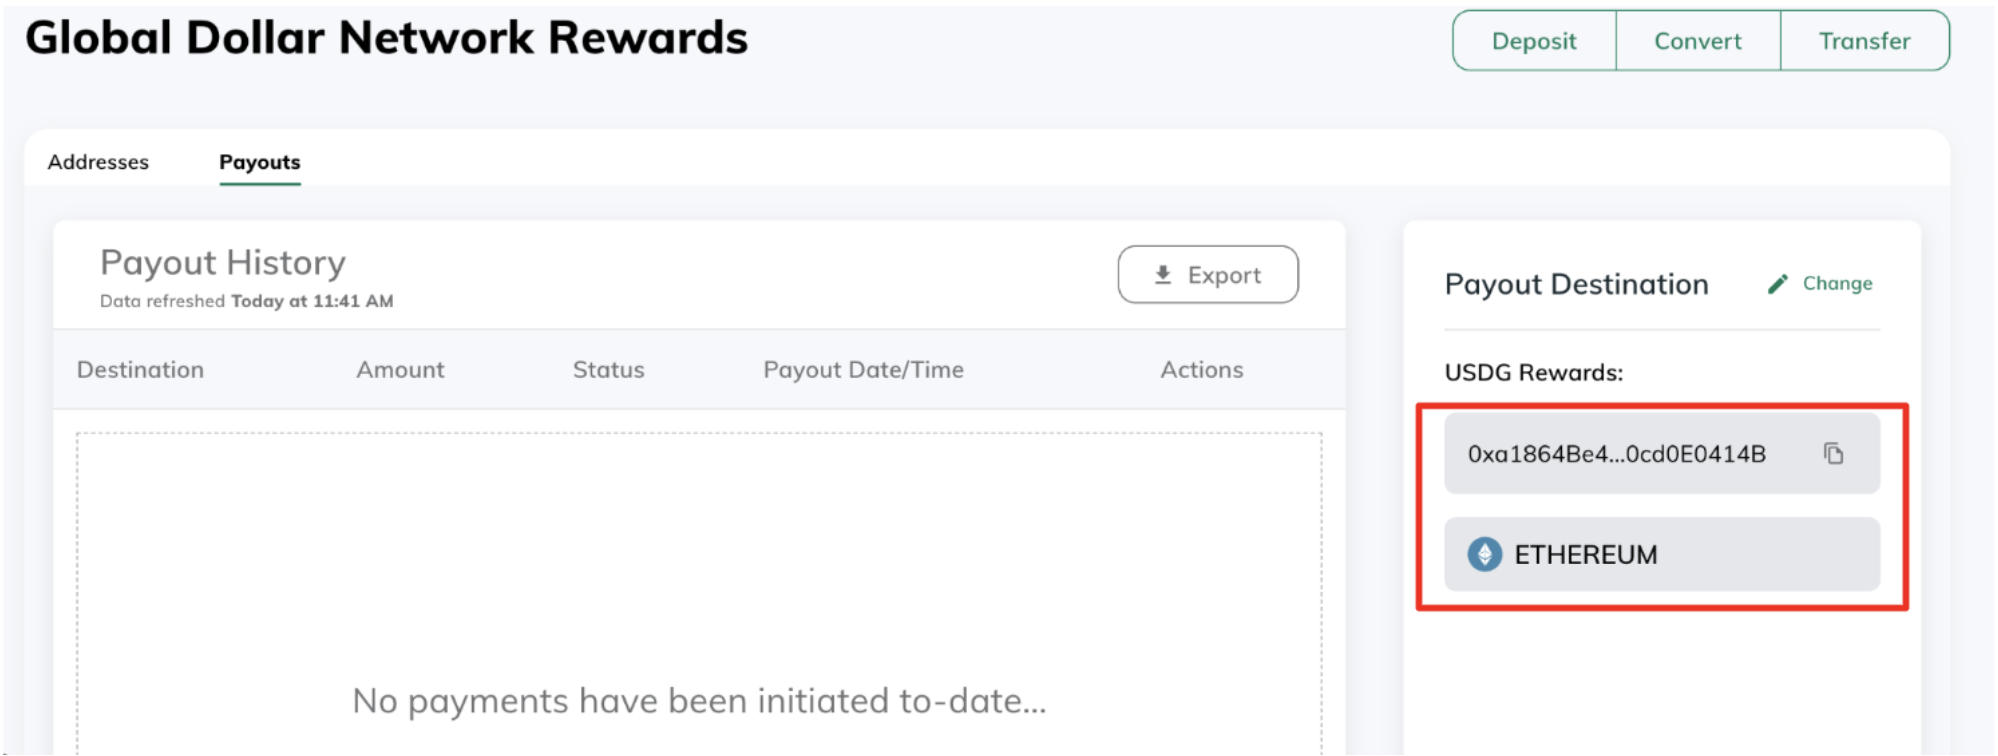 Global Dollar Network Rewards
Deposit
Convert
Transfer
Addresses
Payouts
Payout History
Data refreshed Today at 11:41 AM
Export
Destination
Amount
Status
Payout Date/Time
Actions
No payments have been initiated to-date...
Payout Destination
Change
USDG Rewards:
0xa1864Be4...0cd0E0414B
ETHEREUM